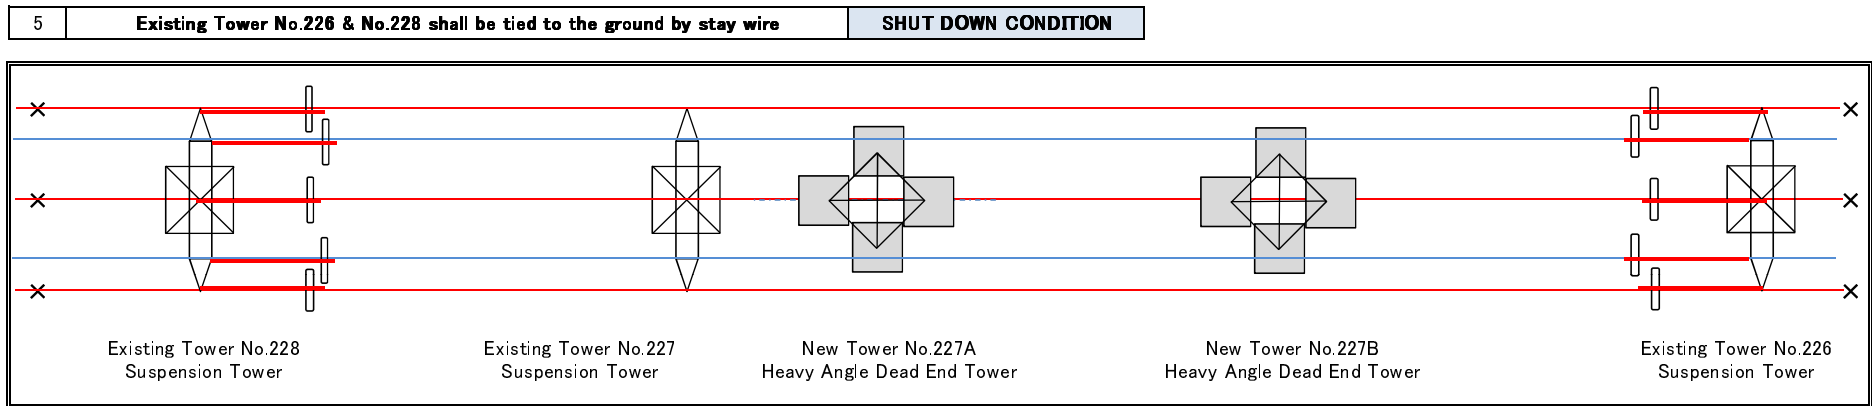 5 Existing Tower No.226 & No.228 shall be tied to the ground by stay wire SHUT DOWN CONDITION
Existing Tower No.228
Suspension Tower
Existing Tower No.227
Suspension Tower
New Tower No.227A
Heavy Angle Dead End Tower
New Tower No.227B
Heavy Angle Dead End Tower
Existing Tower No.226
Suspension Tower